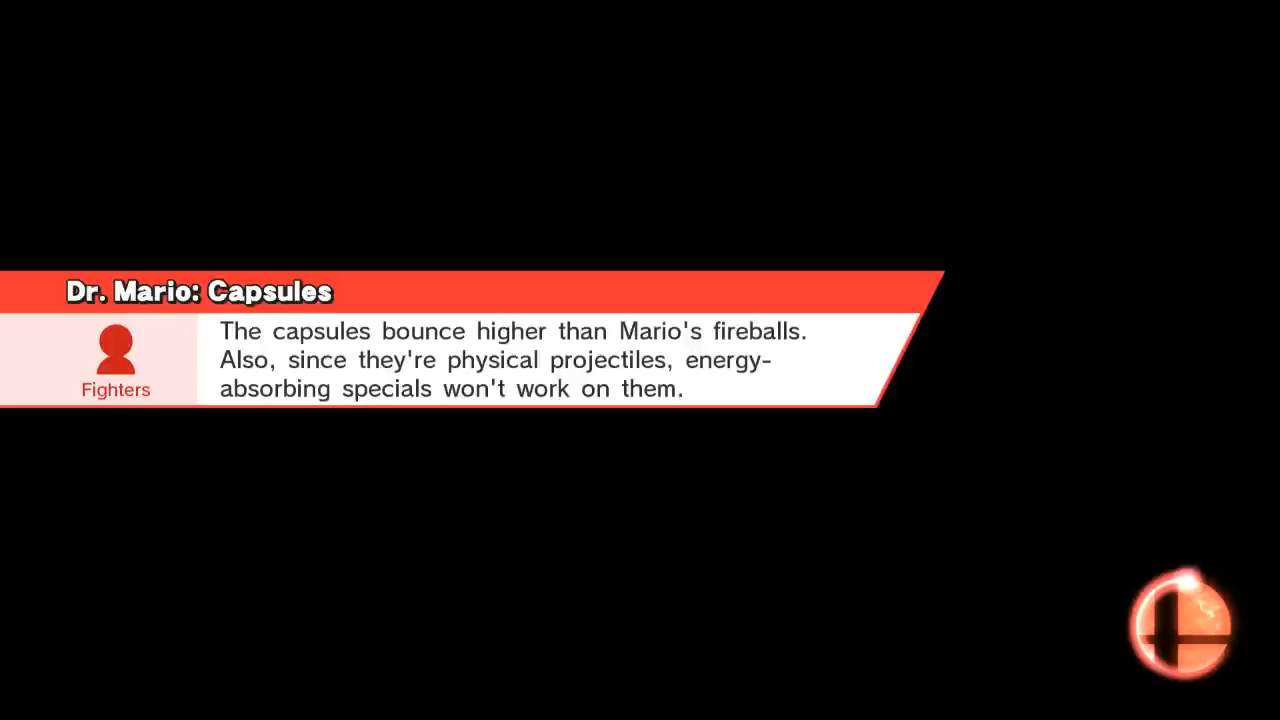 Dr. Mario: Capsules
Fighters
The capsules bounce higher than Mario's fireballs.
Also, since they're physical projectiles, energy-
absorbing specials won't work on them.